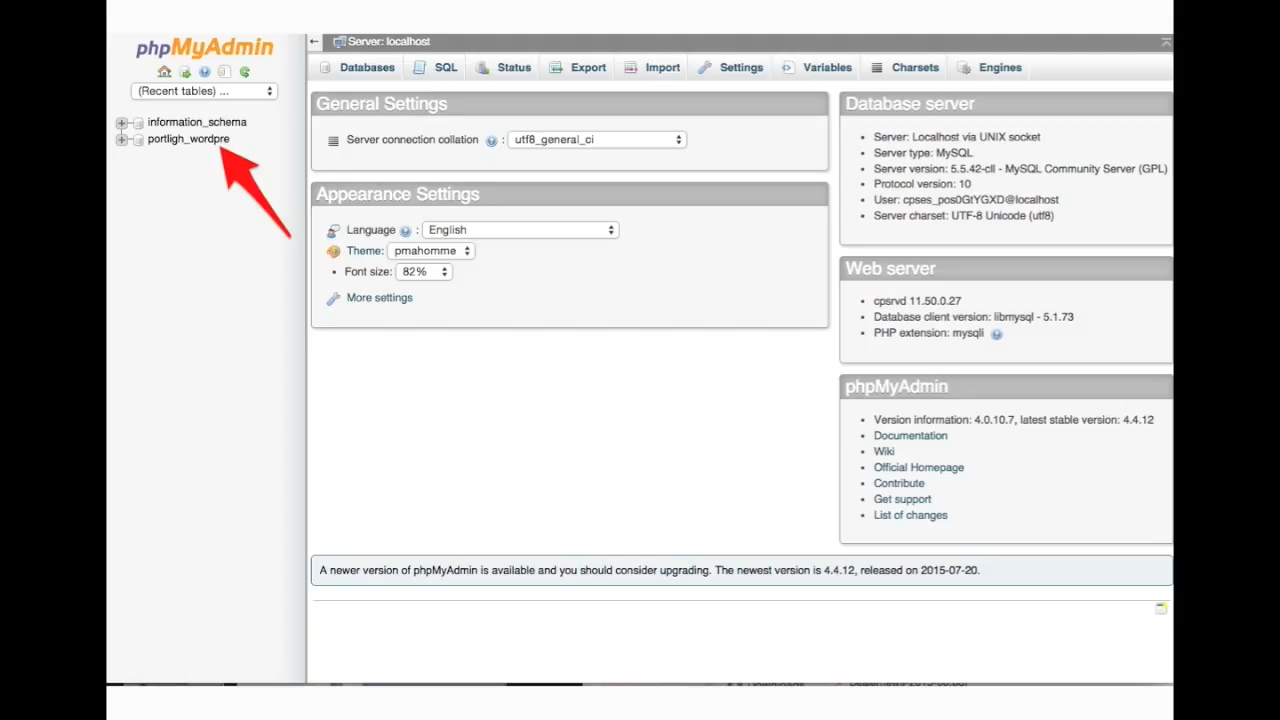 phpMyAdmin
(Recent tables) ...
information_schema
portligh_wordpre
Server: localhost
Databases
SQL
Status
Export
Import
Settings
Variables
Charsets
Engines
General Settings
Server connection collation : utf8_general_ci
Appearance Settings
Language : English
Theme: pmahomme
Font size: 82%
More settings
Database server
Server: Localhost via UNIX socket
Server type: MySQL
Server version: 5.5.42-cll - MySQL Community Server (GPL)
Protocol version: 10
User: cpses_pos0GtYGXD@localhost
Server charset: UTF-8 Unicode (utf8)
Web server
cpsrvd 11.50.0.27
Database client version: libmysql - 5.1.73
PHP extension: mysqli
phpMyAdmin
Version information: 4.0.10.7, latest stable version: 4.4.12
Documentation
Wiki
Official Homepage
Contribute
Get support
List of changes
A newer version of phpMyAdmin is available and you should consider upgrading. The newest version is 4.4.12, released on 2015-07-20.